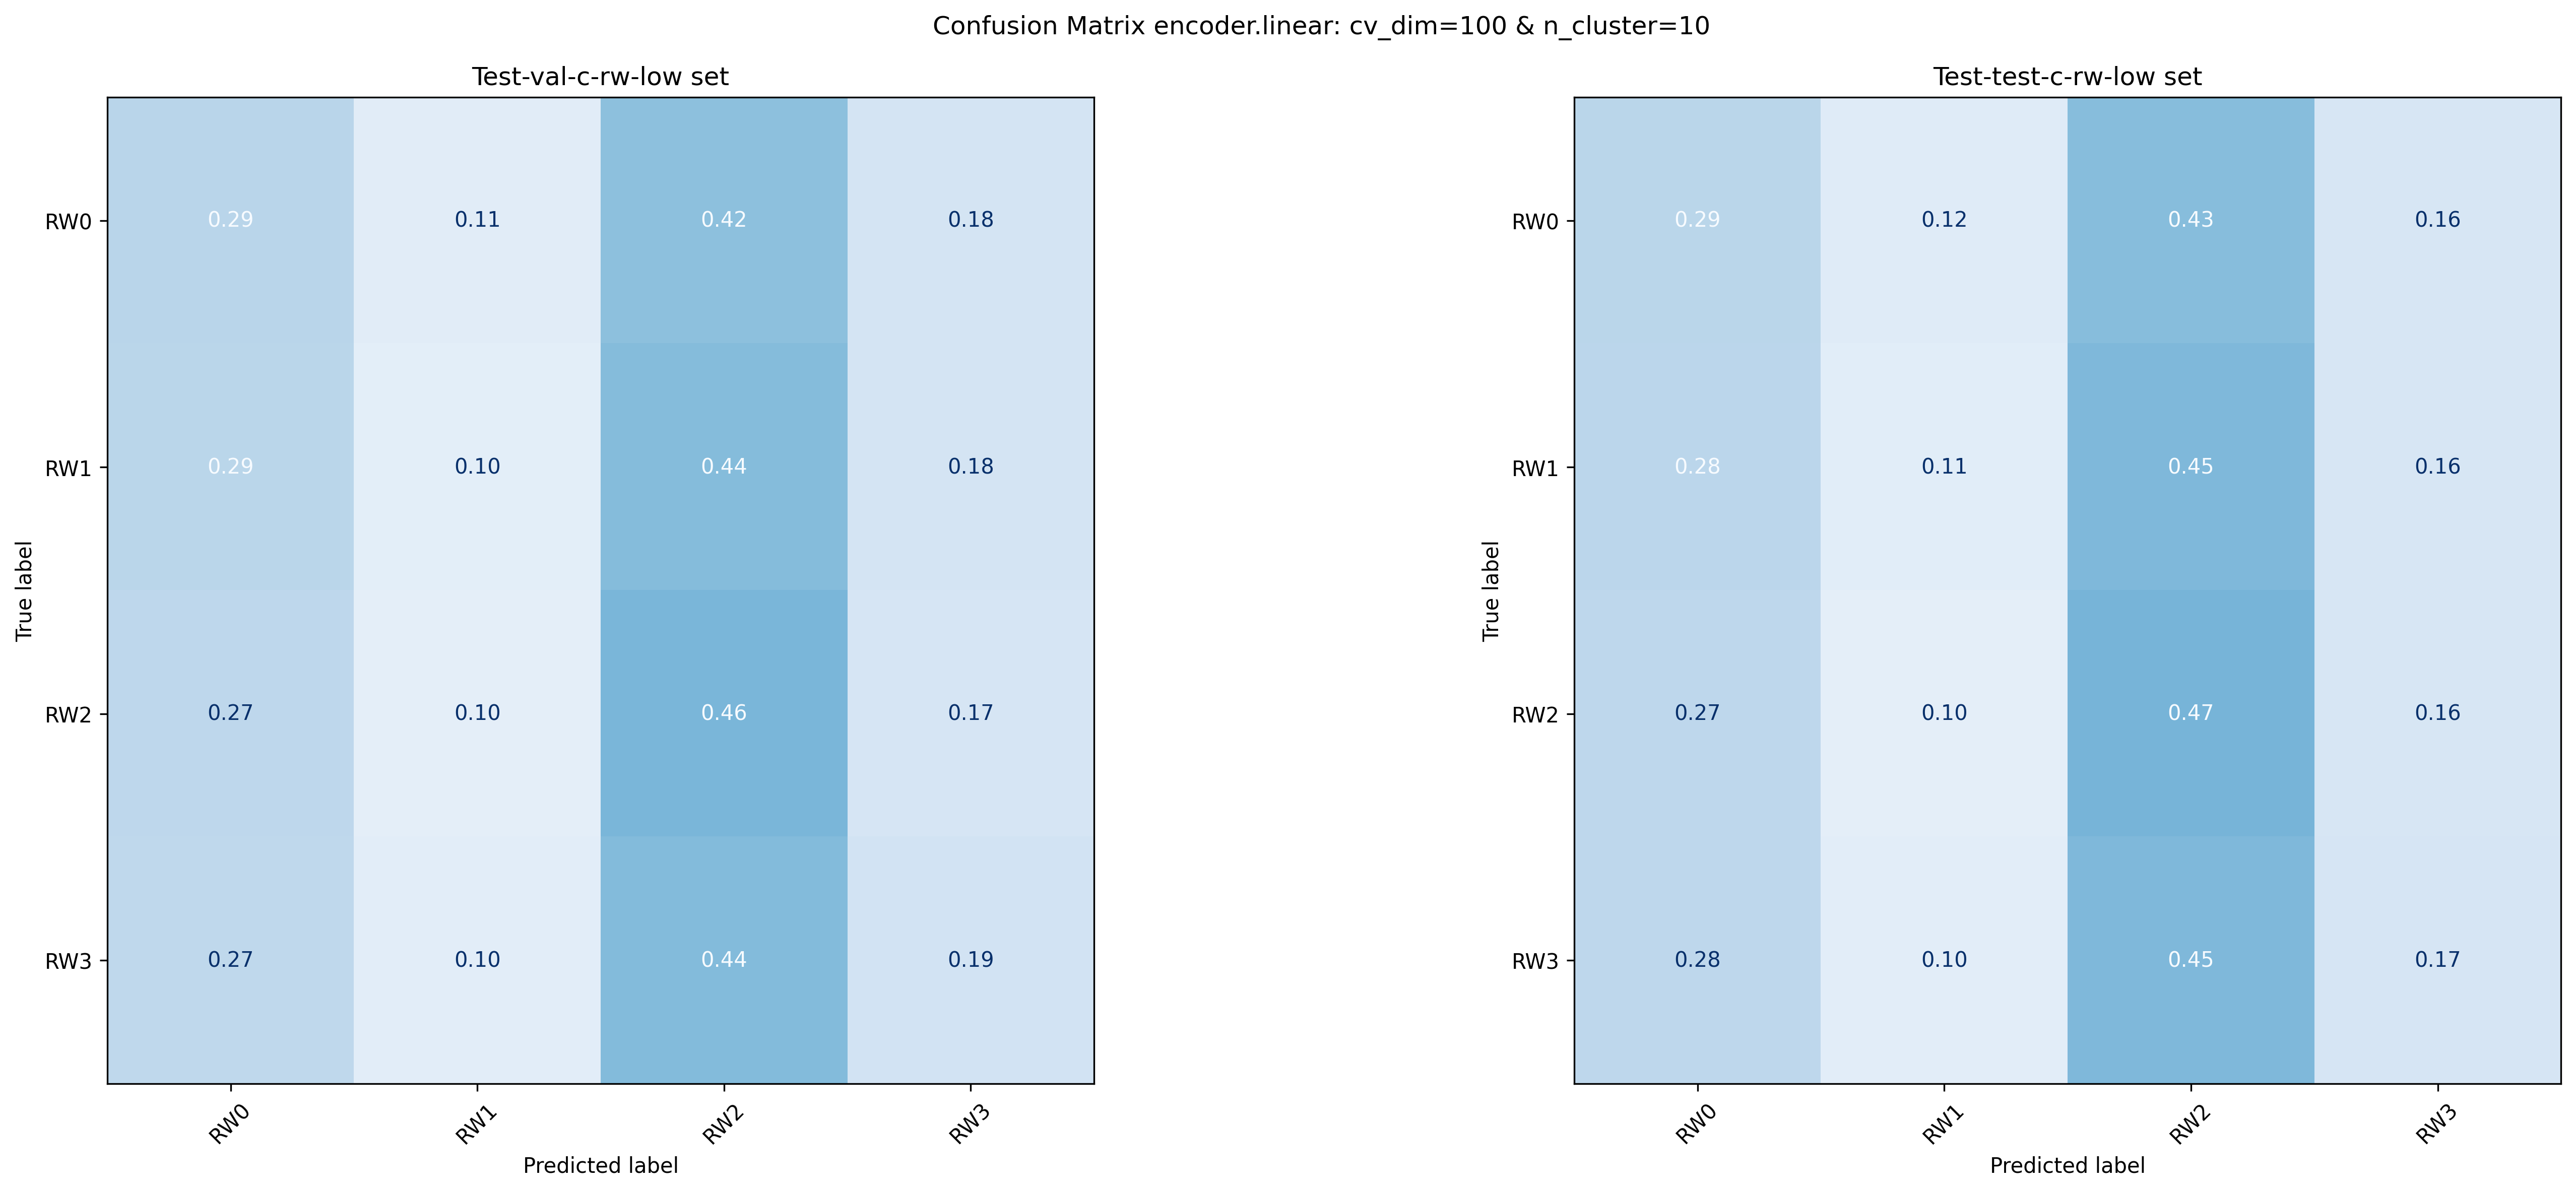 Confusion Matrix encoder.linear: cv_dim=100 & n_cluster=10
Test-val-c-rw-low set
True label
RW0 0.29 0.11 0.42 0.18
RW1 0.29 0.10 0.44 0.18
RW2 0.27 0.10 0.46 0.17
RW3 0.27 0.10 0.44 0.19
RW0 RW1 RW2 RW3
Predicted label
Test-test-c-rw-low set
True label
RW0 0.29 0.12 0.43 0.16
RW1 0.28 0.11 0.45 0.16
RW2 0.27 0.10 0.47 0.16
RW3 0.28 0.10 0.45 0.17
RW0 RW1 RW2 RW3
Predicted label